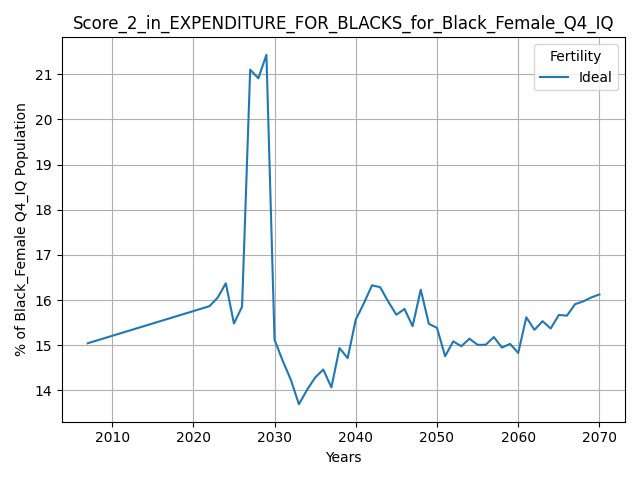 Score_2_in_EXPENDITURE_FOR_BLACKS_for_Black_Female_Q4_IQ
Fertility
Ideal
% of Black_Female Q4_IQ Population
21
20
19
18
17
16
15
14
2010 2020 2030 2040 2050 2060 2070
Years